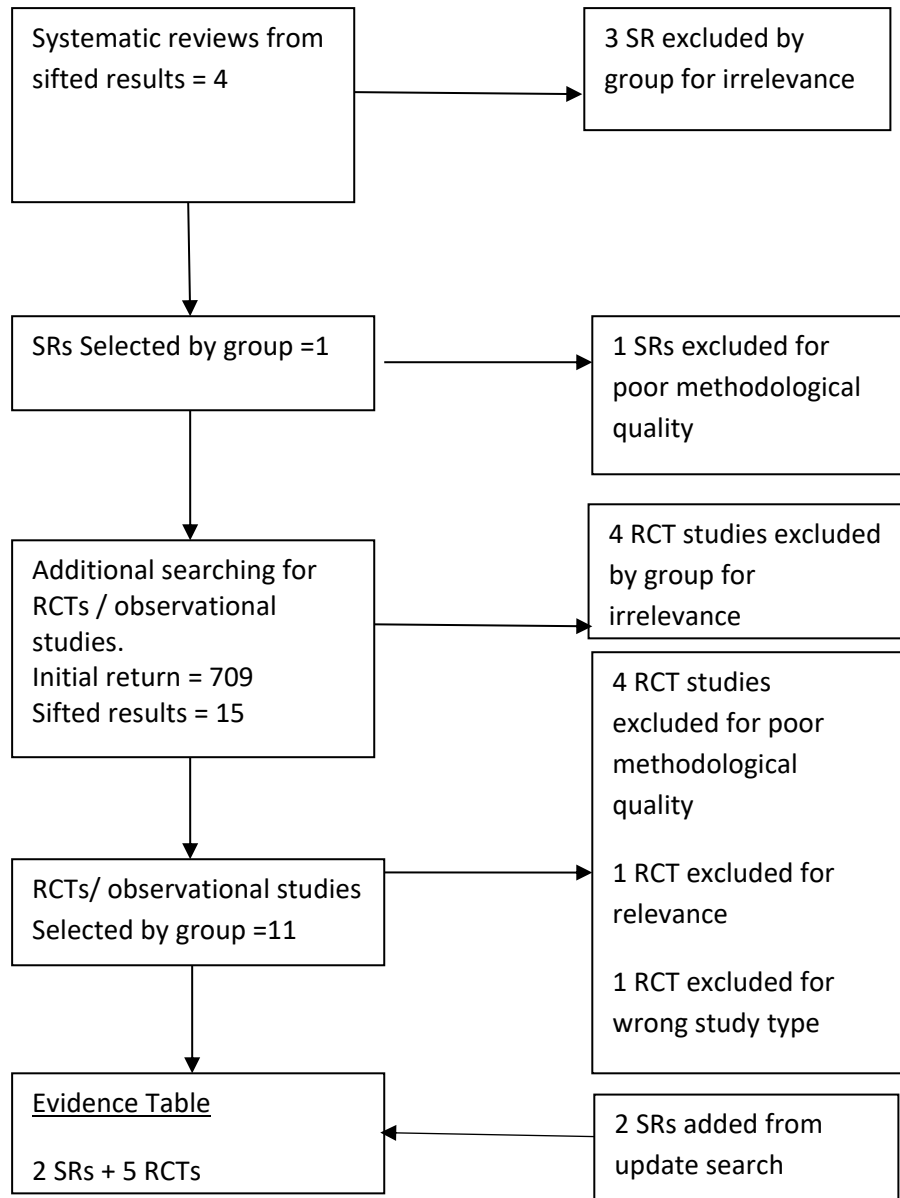 Systematic reviews from
sifted results = 4
3 SR excluded by
group for irrelevance
SRs Selected by group =1
1 SRs excluded for
poor methodological
quality
Additional searching for
RCTs / observational
studies.
Initial return = 709
Sifted results = 15
4 RCT studies excluded
by group for
irrelevance
RCTs/ observational studies
Selected by group =11
4 RCT studies
excluded for poor
methodological
quality
1 RCT excluded for
relevance
1 RCT excluded for
wrong study type
Evidence Table
2 SRs + 5 RCTs
2 SRs added from
update search